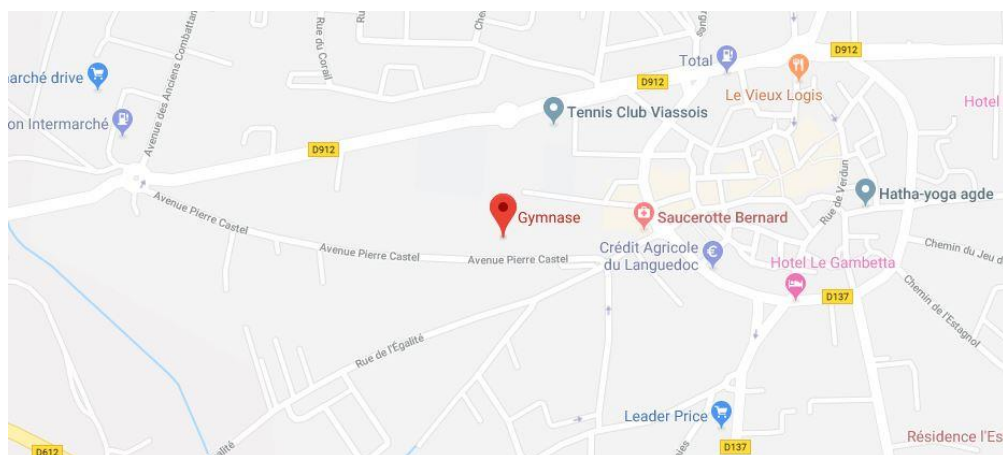 Rue du Corail
Avenue des Anciens Combattan
arché drive
on Intermarché
D912
Total
D912
D912
Le Vieux Logis
Hotel
Tennis Club Viassois
D912
Rue de Verdun
Hatha-yoga agde
Avenue Pierre Castel
Gymnase
Saucerotte Bernard
Avenue Pierre Castel
Avenue Pierre Castel
Crédit Agricole
du Languedoc
Hotel Le Gambetta
Chemin du Jeu d
D137
Chemin de l'Estagnol
Rue de l'Égalité
Leader Price
galité
D137
Résidence l'Es
D612